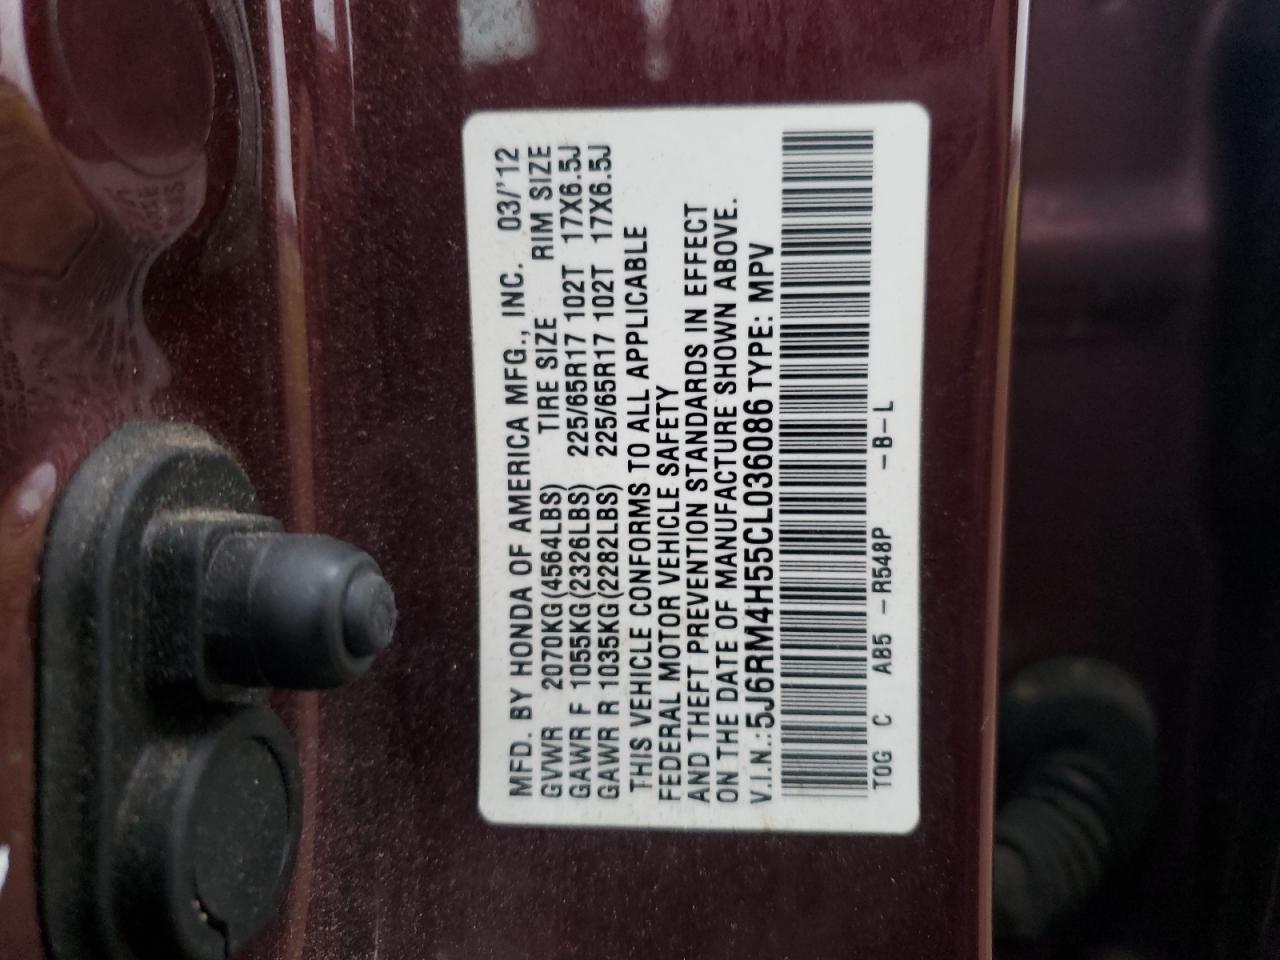 MFD. BY HONDA OF AMERICA MFG., INC. 03/'12
GVWR 2070KG(4564LBS) TIRE SIZE RIM SIZE
GAWR F 1055KG(2326LBS) 225/65R17 102T 17X6.5J
GAWR R 1035KG(2282LBS) 225/65R17 102T 17X6.5J
THIS VEHICLE CONFORMS TO ALL APPLICABLE
FEDERAL MOTOR VEHICLE SAFETY
AND THEFT PREVENTION STANDARDS IN EFFECT
ON THE DATE OF MANUFACTURE SHOWN ABOVE.
V.I.N.:5J6RM4H55CL036086 TYPE: MPV
T0G C AB5 -R548P -B-L